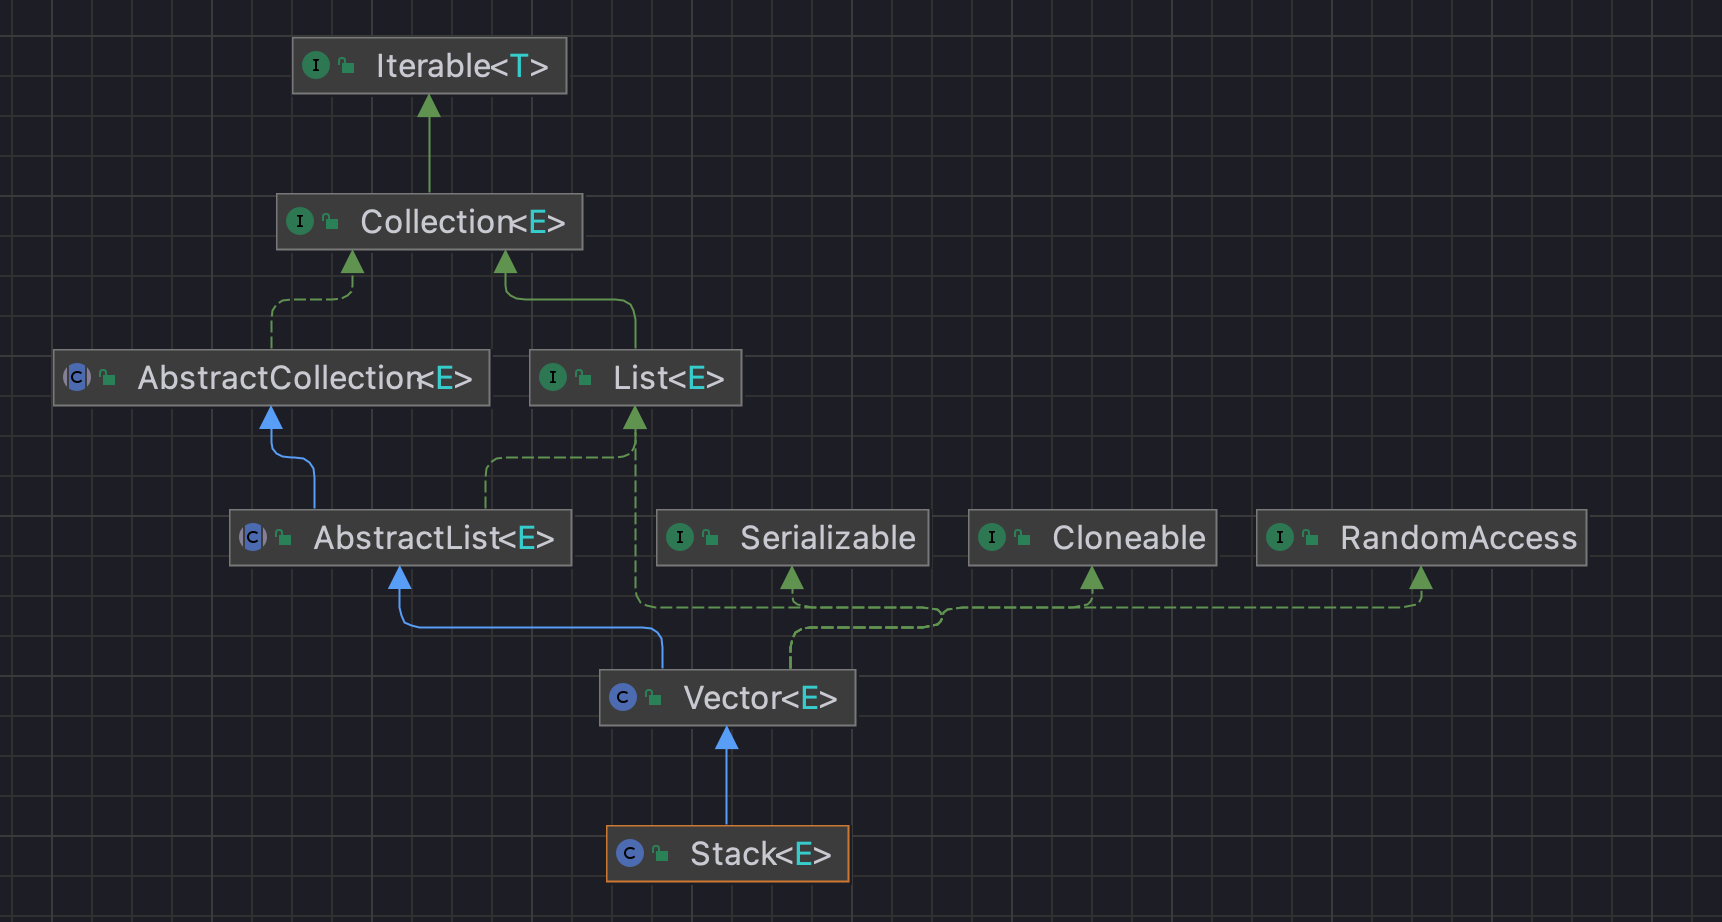 I Iterable<T>
I Collection<E>
C AbstractCollection<E>
I List<E>
C AbstractList<E>
I Serializable
I Cloneable
I RandomAccess
C Vector<E>
C Stack<E>